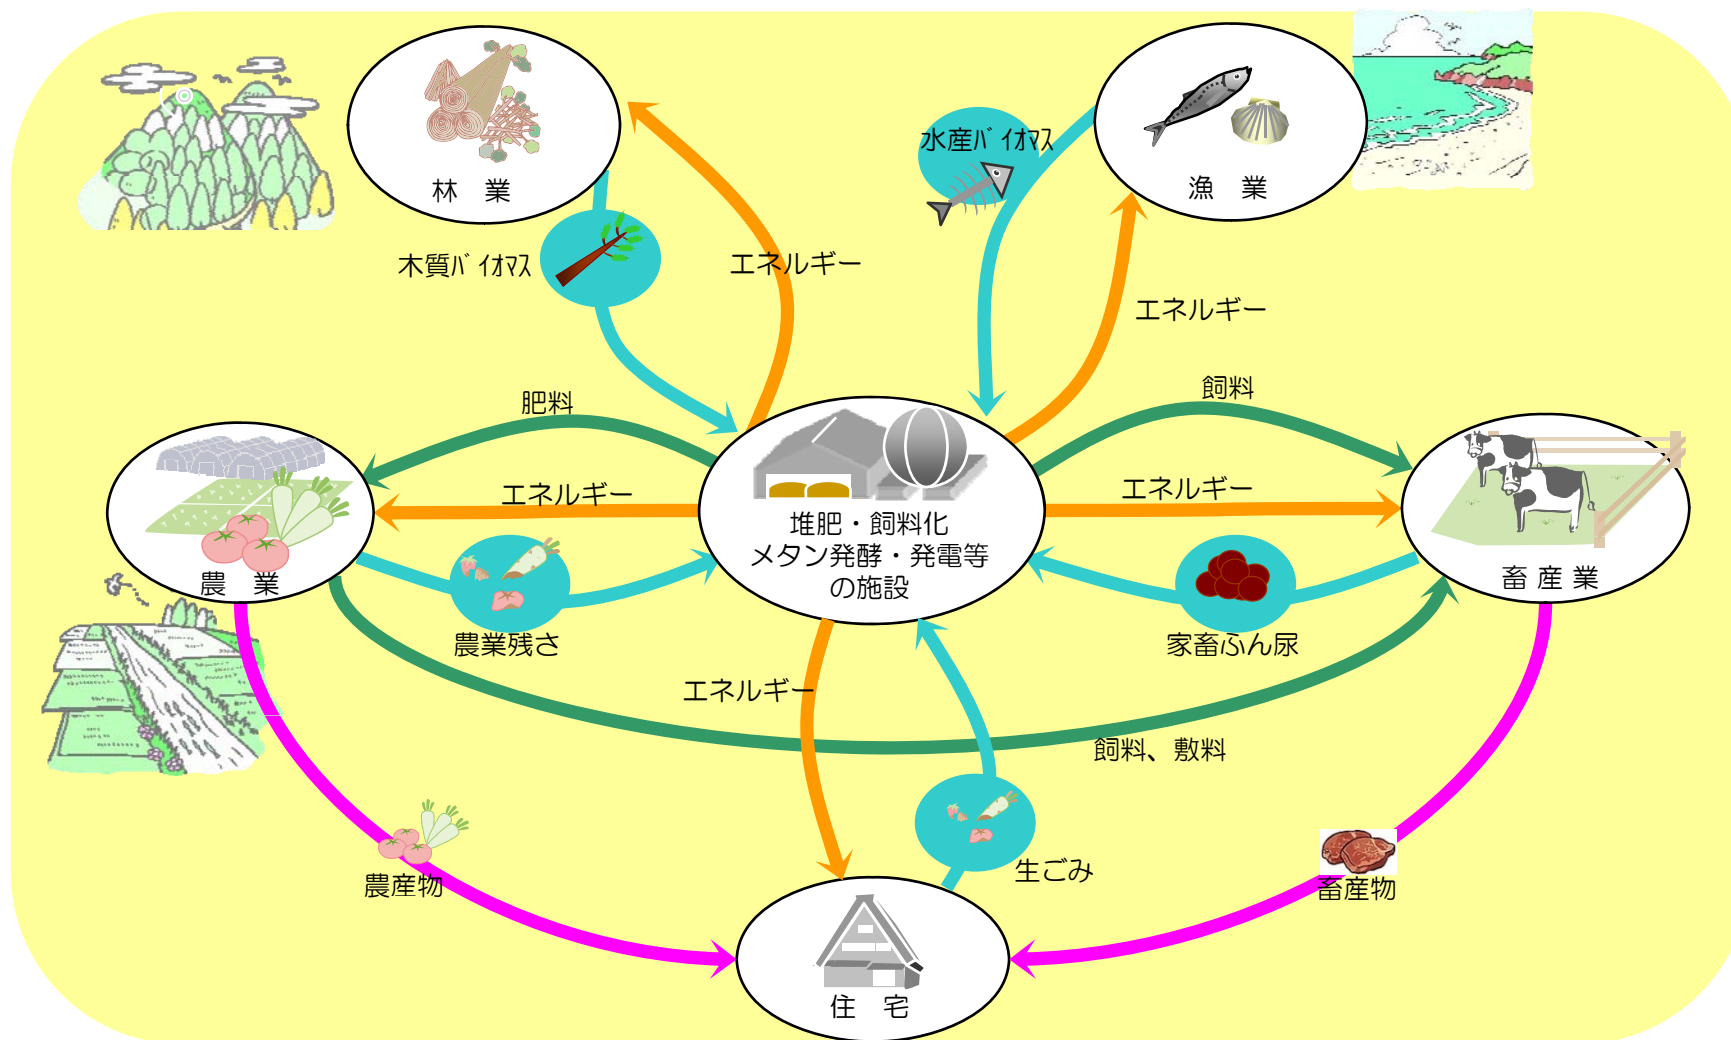 水産バイオマス
林　業
漁　業
木質バイオマス
エネルギー
エネルギー
肥料
飼料
エネルギー
エネルギー
堆肥・飼料化
メタン発酵・発電等
の施設
農　業
畜産業
農業残さ
家畜ふん尿
エネルギー
飼料、敷料
生ごみ
農産物
畜産物
住　宅